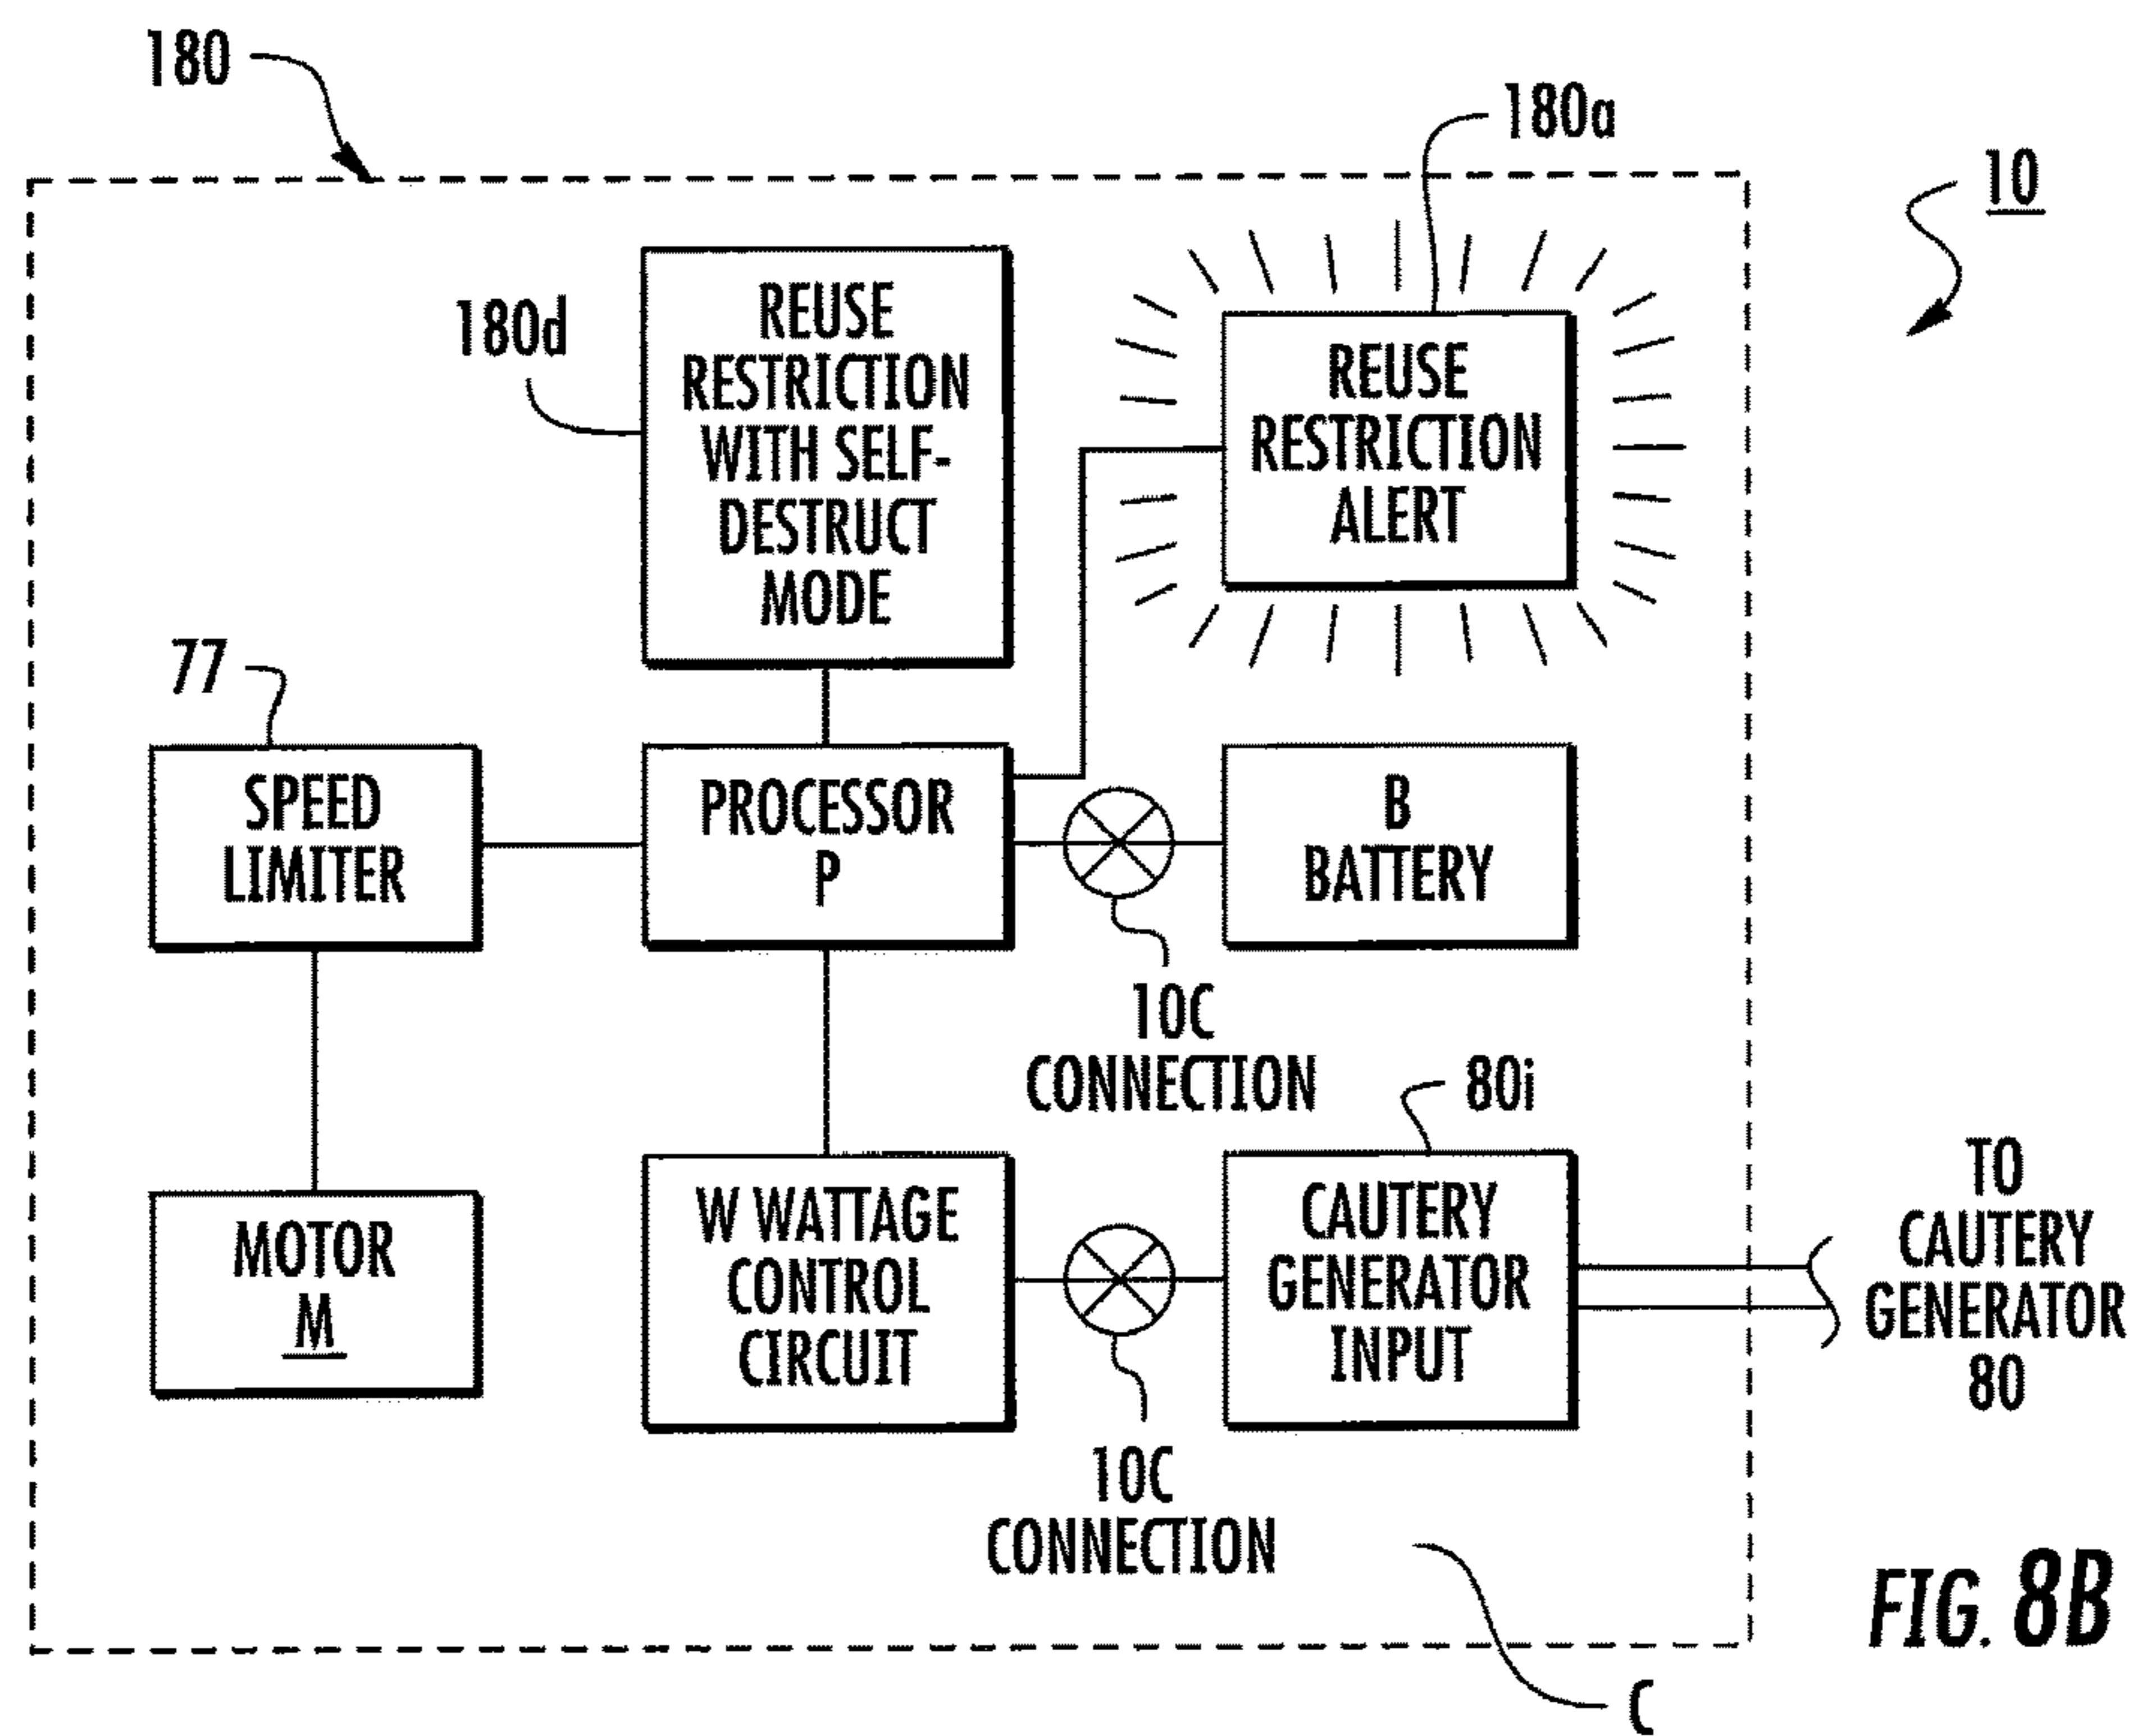 180
180a
10
180d
REUSE
RESTRICTION
WITH SELF-
DESTRUCT
MODE
REUSE
RESTRICTION
ALERT
77
SPEED
LIMITER
PROCESSOR
P
B
BATTERY
10C
CONNECTION
80i
MOTOR
M
W WATTAGE
CONTROL
CIRCUIT
CAUTERY
GENERATOR
INPUT
TO
CAUTERY
GENERATOR
80
10C
CONNECTION
FIG. 8B
C